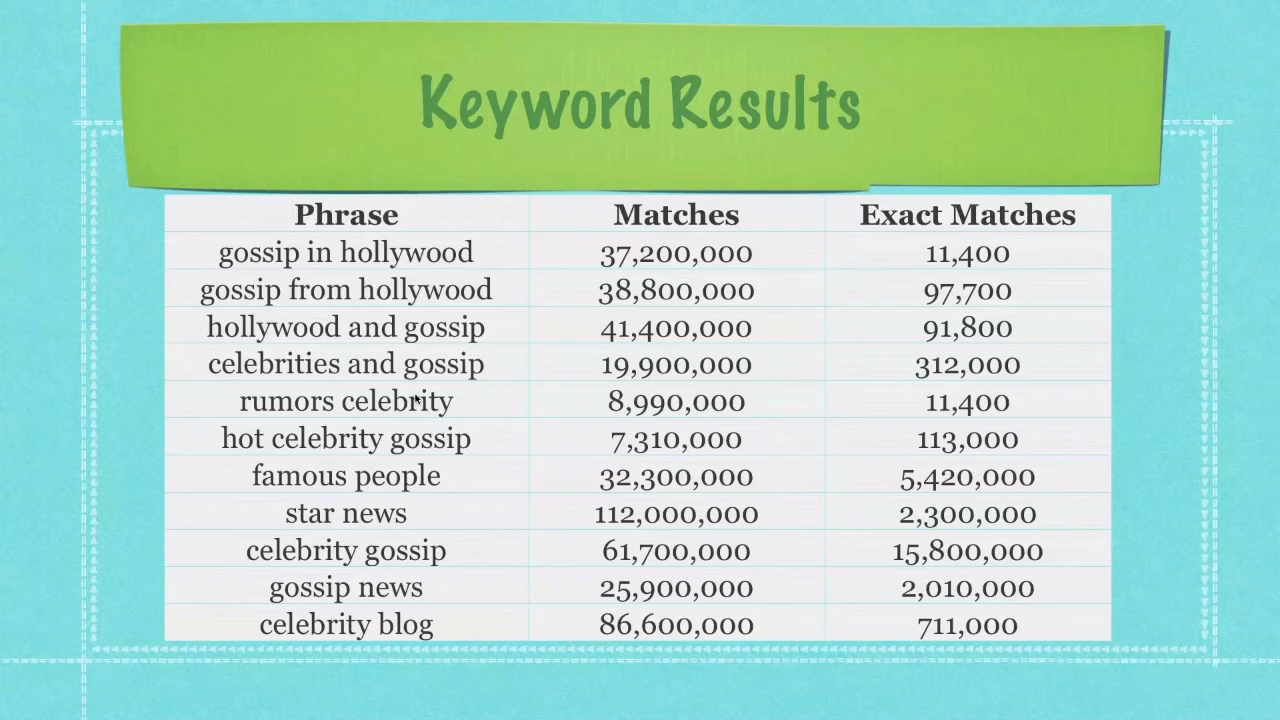 Keyword Results
Phrase Matches Exact Matches
gossip in hollywood 37,200,000 11,400
gossip from hollywood 38,800,000 97,700
hollywood and gossip 41,400,000 91,800
celebrities and gossip 19,900,000 312,000
rumors celebrity 8,990,000 11,400
hot celebrity gossip 7,310,000 113,000
famous people 32,300,000 5,420,000
star news 112,000,000 2,300,000
celebrity gossip 61,700,000 15,800,000
gossip news 25,900,000 2,010,000
celebrity blog 86,600,000 711,000